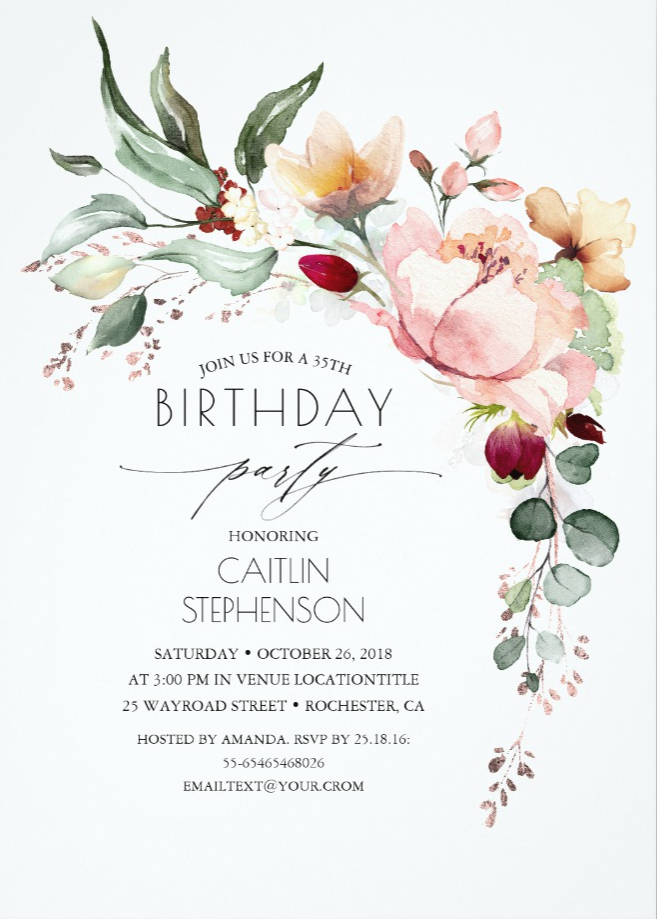 JOIN US FOR A 35TH
BIRTHDAY
party
HONORING
CAITLIN
STEPHENSON
SATURDAY • OCTOBER 26, 2018
AT 3:00 PM IN VENUE LOCATIONTITLE
25 WAYROAD STREET • ROCHESTER, CA
HOSTED BY AMANDA. RSVP BY 25.18.16:
55-65465468026
EMAILTEXT@YOUR.CROM